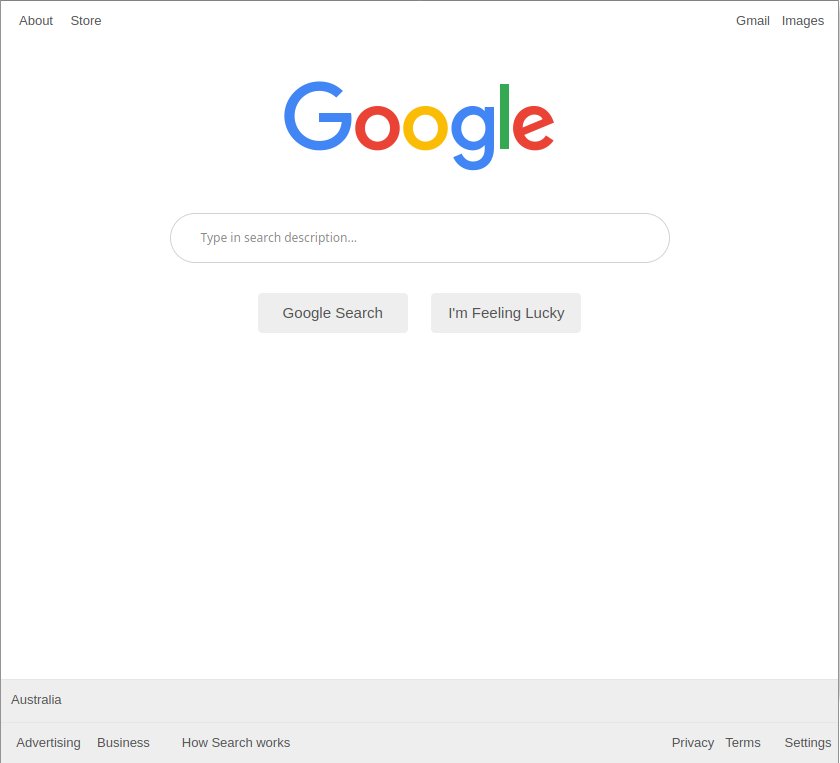 About Store Gmail Images
Google
Type in search description...
Google Search I'm Feeling Lucky
Australia
Advertising Business How Search works Privacy Terms Settings